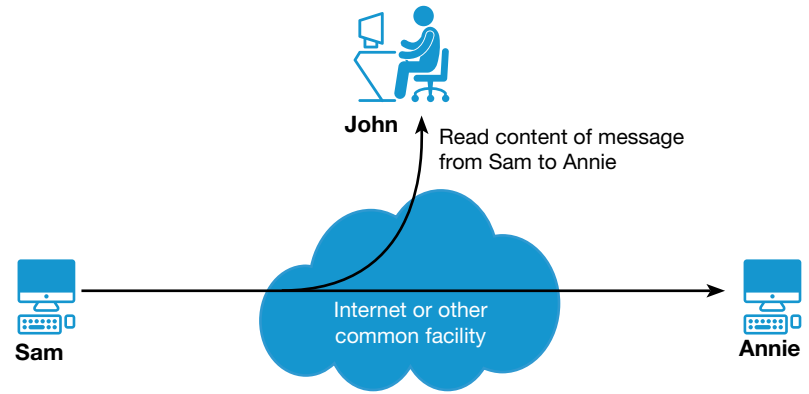 John
Read content of message
from Sam to Annie
Internet or other
common facility
Sam
Annie